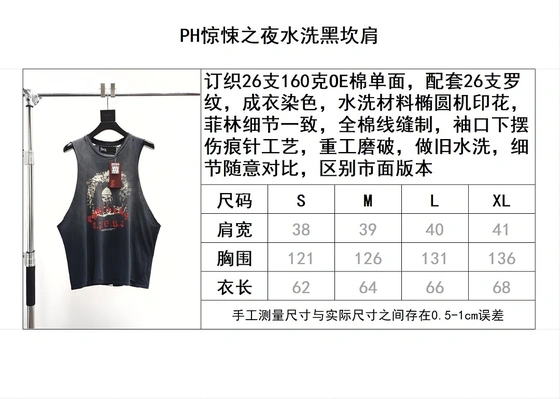 PH惊悚之夜水洗黑坎肩
订织26支160克OE棉单面，配套26支罗
纹，成衣染色，水洗材料椭圆机印花，
菲林细节一致，全棉线缝制，袖口下摆
伤痕针工艺，重工磨破，做旧水洗，细
节随意对比，区别市面版本
尺码 S M L XL
肩宽 38 39 40 41
胸围 121 126 131 136
衣长 62 64 66 68
手工测量尺寸与实际尺寸之间存在0.5-1cm误差